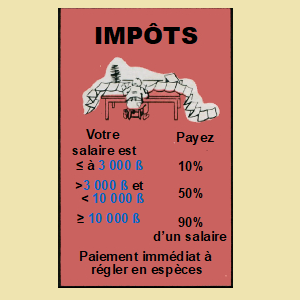 IMPÔTS
Votre
salaire est
Payez
≤ à 3 000 ß
10%
>3 000 ß et
< 10 000 ß
50%
≥ 10 000 ß
90%
d'un salaire
Paiement immédiat à
régler en espèces